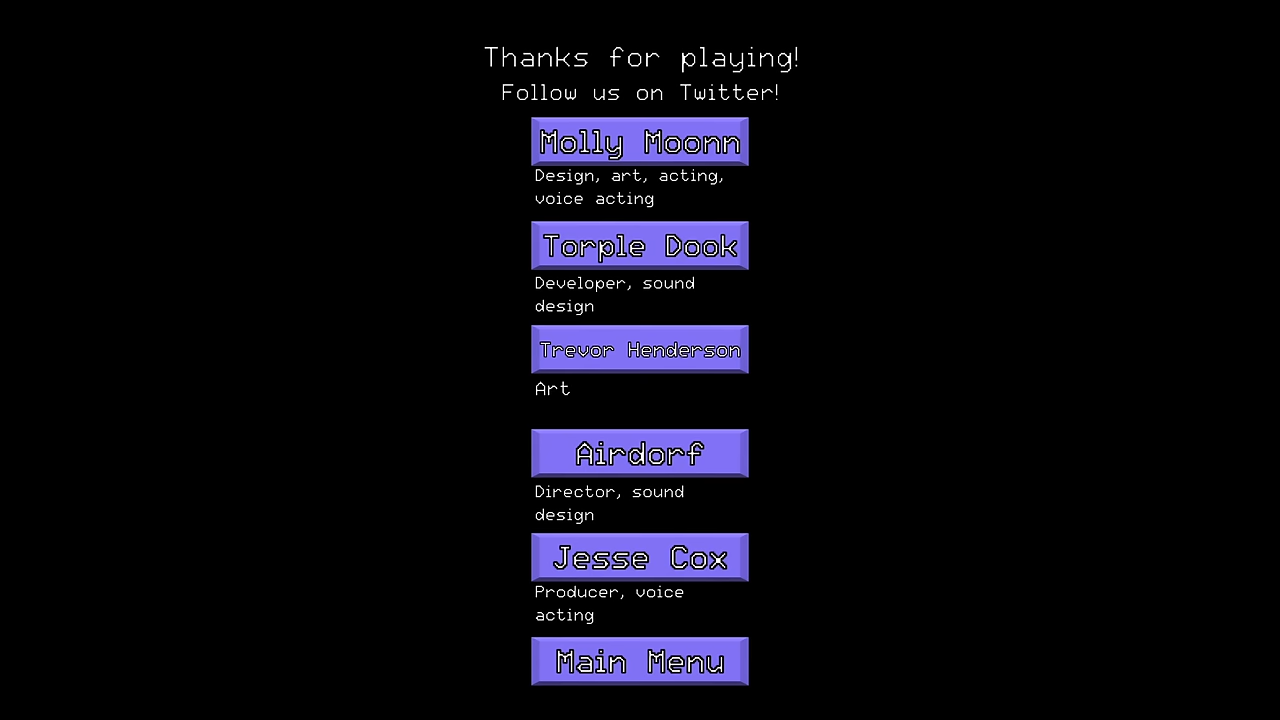 Thanks for playing!
Follow us on Twitter!
Molly Moonn
Design, art, acting,
voice acting
Torple Dook
Developer, sound
design
Trevor Henderson
Art
Airdorf
Director, sound
design
Jesse Cox
Producer, voice
acting
Main Menu